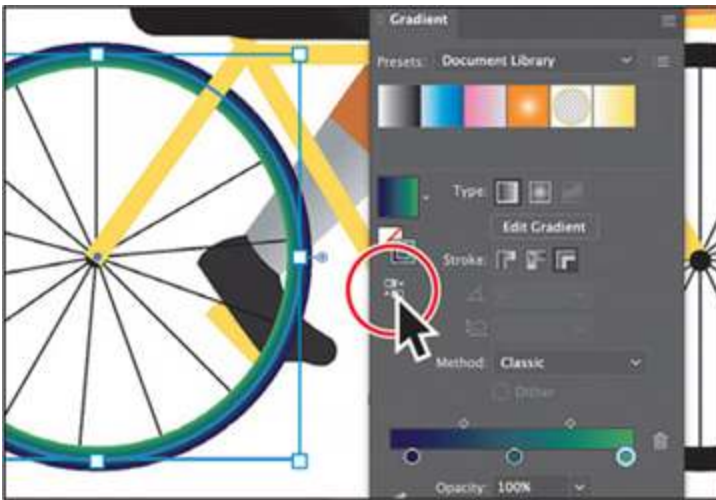 Gradient
Presets: Document Library
Type:
Edit Gradient
Stroke:
Method: Classic
Dither
Opacity: 100%